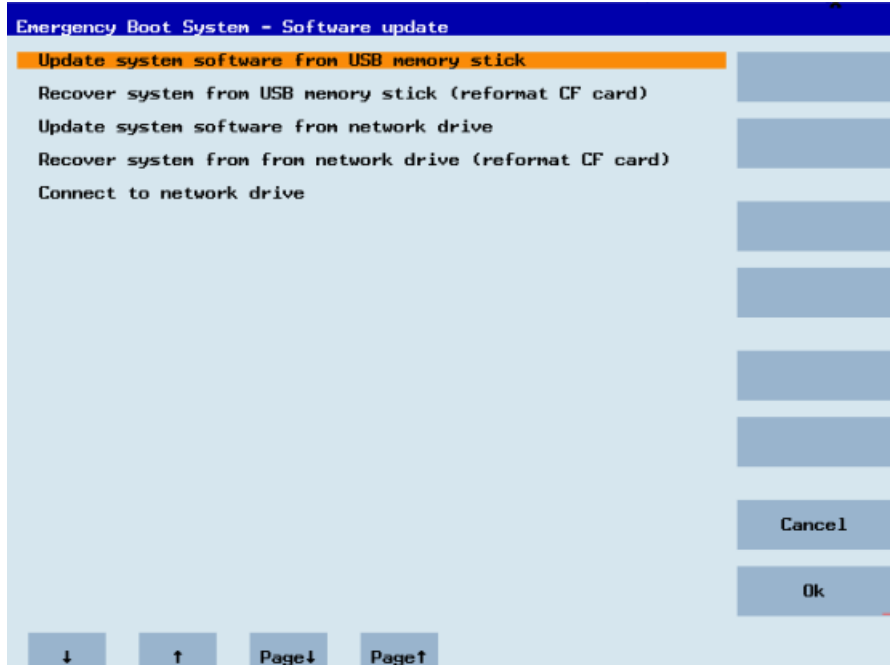 Emergency Boot System - Software update
Update system software from USB memory stick
Recover system from USB memory stick (reformat CF card)
Update system software from network drive
Recover system from from network drive (reformat CF card)
Connect to network drive
Cancel
Ok
↓ ↑ Page↓ Page↑